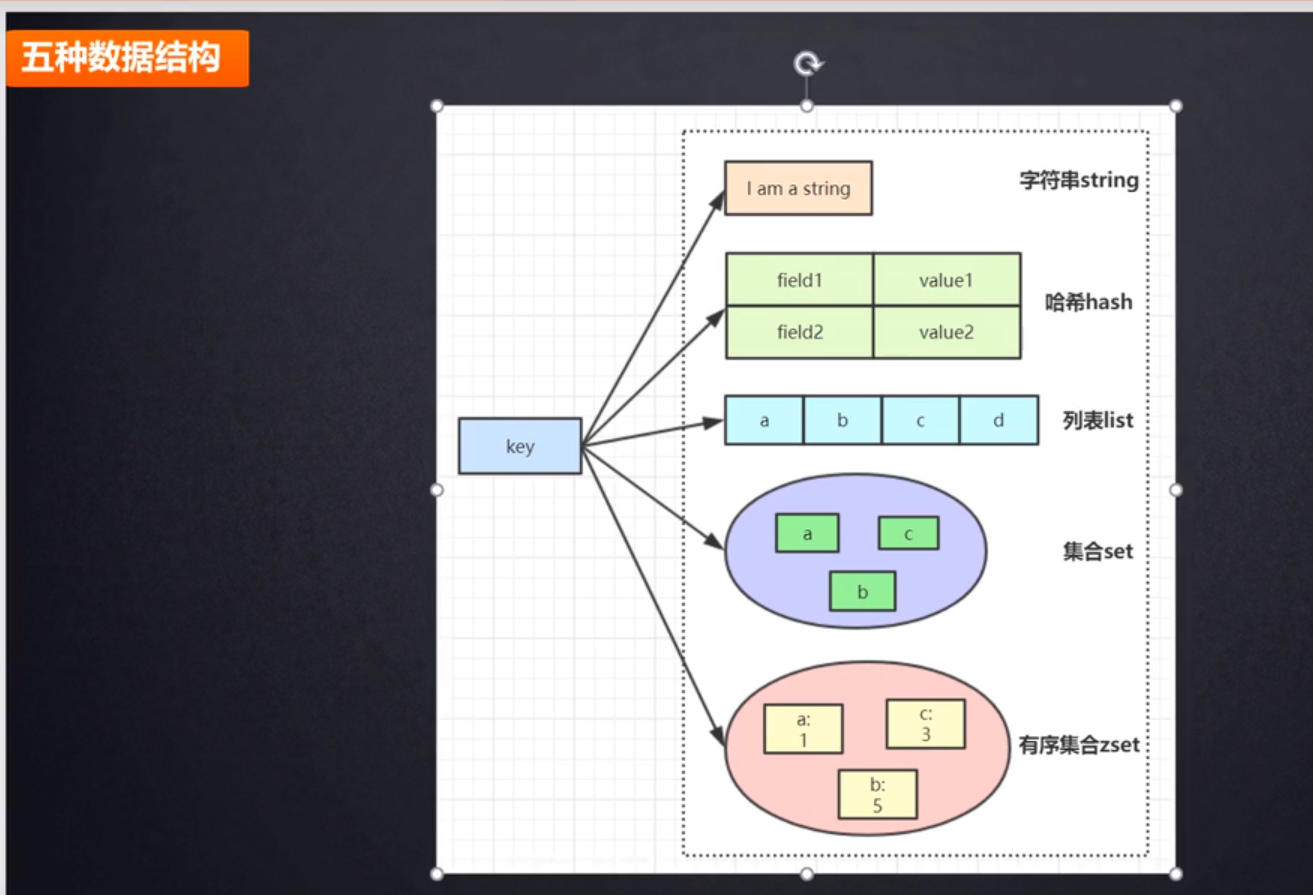 五种数据结构
I am a string
字符串string
field1
value1
哈希hash
field2
value2
key
a
b
c
d
列表list
a
c
b
集合set
a:
1
c:
3
b:
5
有序集合zset